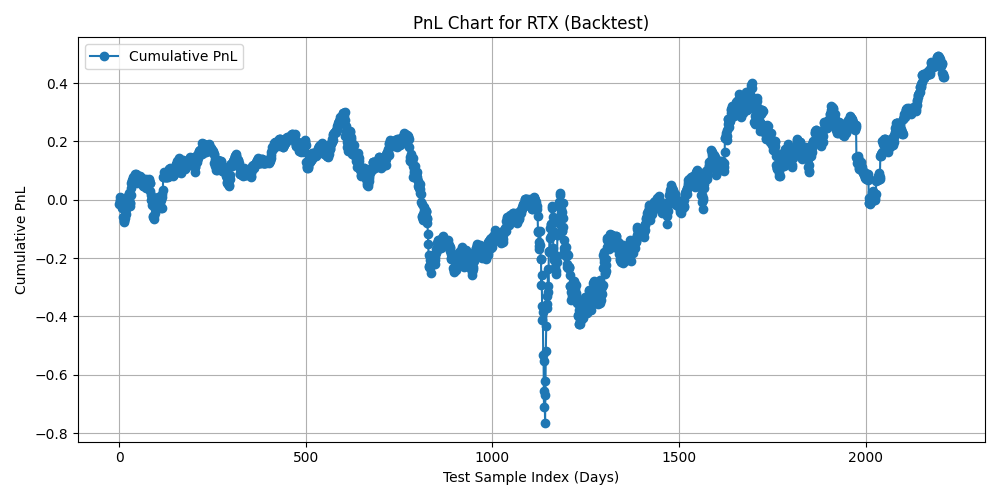 PnL Chart for RTX (Backtest)
Cumulative PnL
Cumulative PnL
0.4
0.2
0.0
−0.2
−0.4
−0.6
−0.8
0 500 1000 1500 2000
Test Sample Index (Days)